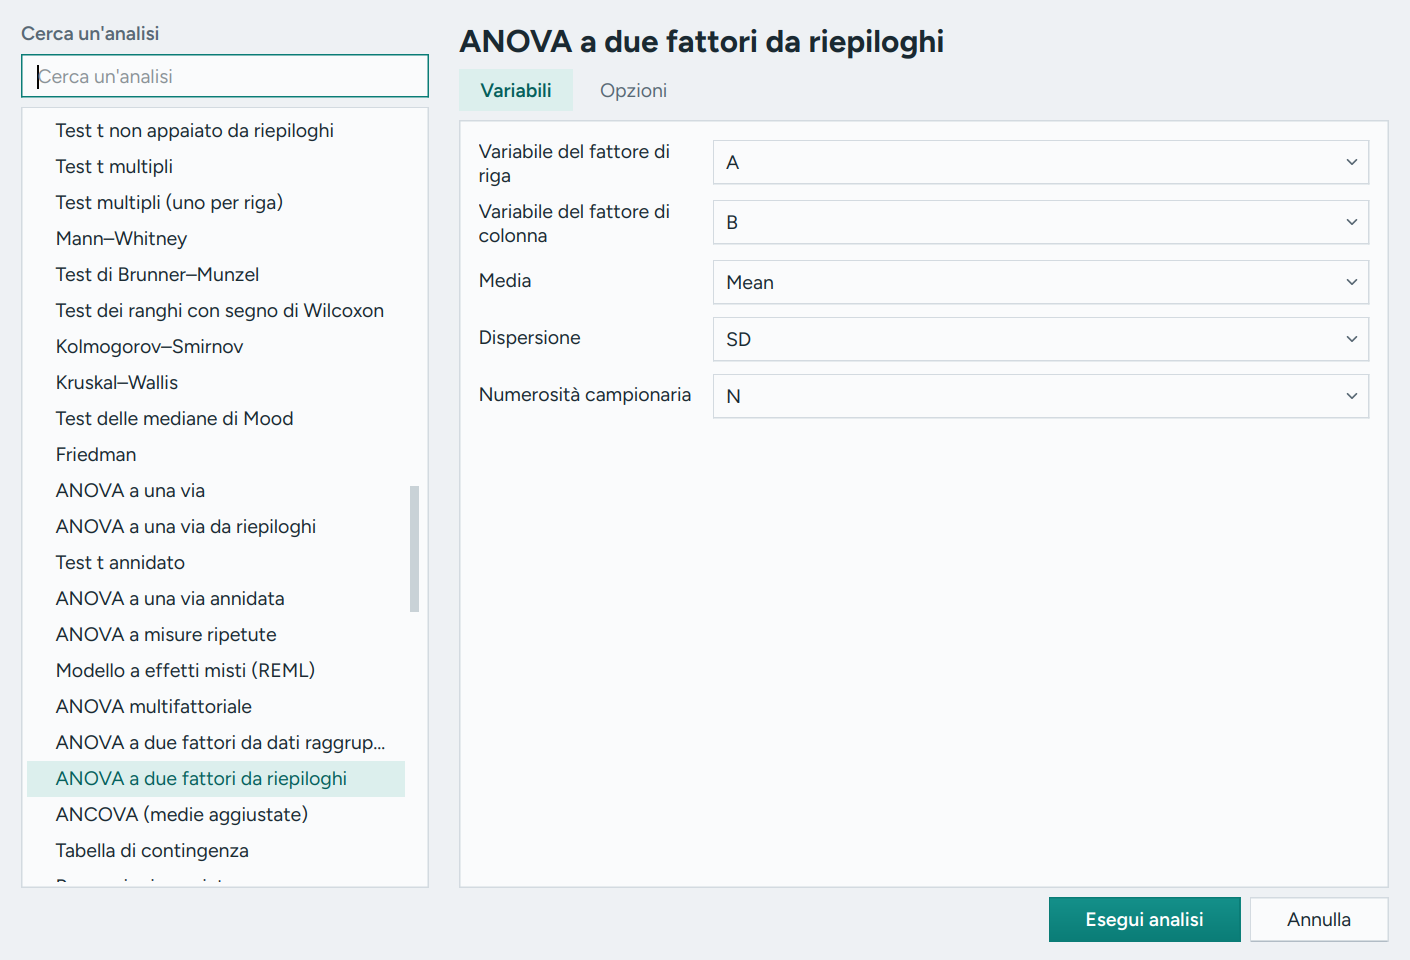 Cerca un'analisi
Cerca un'analisi
Test t non appaiato da riepiloghi
Test t multipli
Test multipli (uno per riga)
Mann–Whitney
Test di Brunner–Munzel
Test dei ranghi con segno di Wilcoxon
Kolmogorov–Smirnov
Kruskal–Wallis
Test delle mediane di Mood
Friedman
ANOVA a una via
ANOVA a una via da riepiloghi
Test t annidato
ANOVA a una via annidata
ANOVA a misure ripetute
Modello a effetti misti (REML)
ANOVA multifattoriale
ANOVA a due fattori da dati raggrup...
ANOVA a due fattori da riepiloghi
ANCOVA (medie aggiustate)
Tabella di contingenza
ANOVA a due fattori da riepiloghi
Variabili
Opzioni
Variabile del fattore di
riga
A
Variabile del fattore di
colonna
B
Media
Mean
Dispersione
SD
Numerosità campionaria
N
Esegui analisi
Annulla